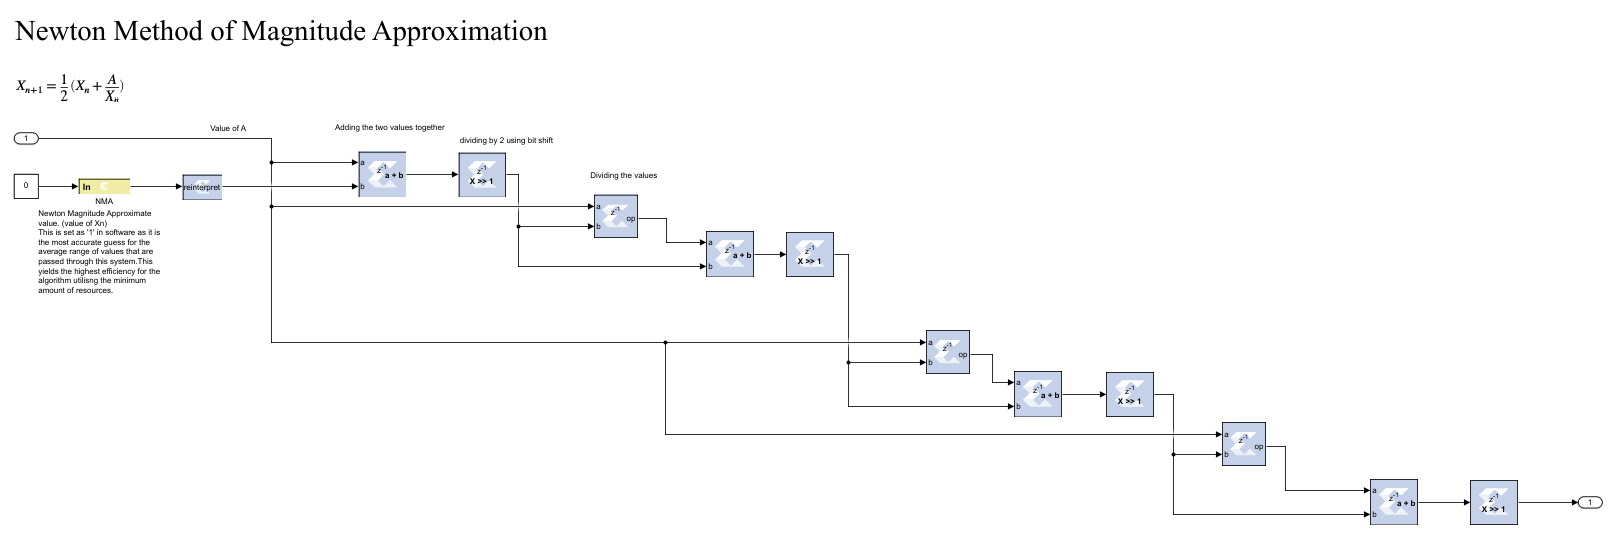 Newton Method of Magnitude Approximation
X_{n+1} = \frac{1}{2} (X_n + \frac{A}{X_n})
Value of A
Adding the two values together
dividing by 2 using bit shift
1
a
b
z-1
a + b
z-1
X >> 1
Dividing the values
0
In
NMA
reinterpret
Newton Magnitude Approximate
value. (value of Xn)
This is set as '1' in software as it is
the most accurate guess for the
average range of values that are
passed through this system.This
yields the highest efficiency for the
algorithm utilisng the minimum
amount of resources.
a
b
z-1
op
a
b
z-1
a + b
z-1
X >> 1
a
b
z-1
op
a
b
z-1
a + b
z-1
X >> 1
a
b
z-1
op
a
b
z-1
a + b
z-1
X >> 1
1